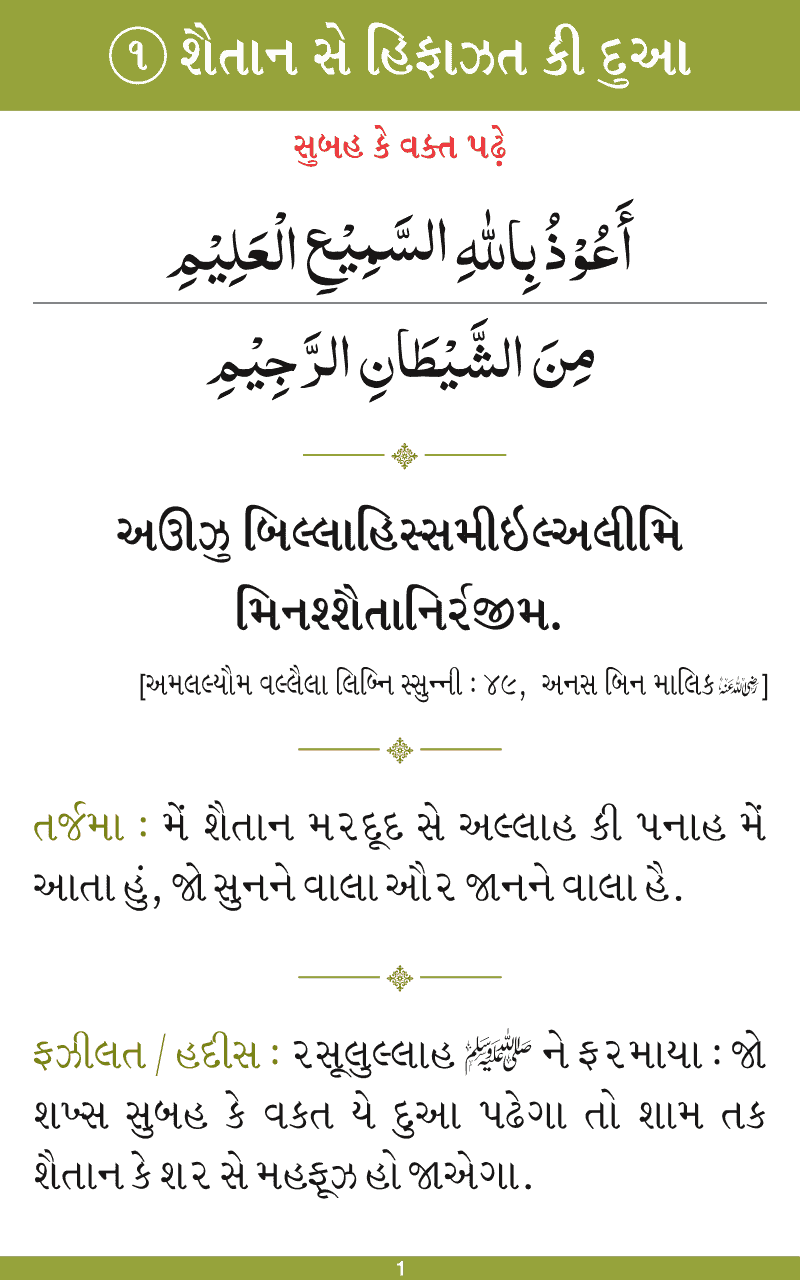 ૧ શૈતાન સે હિફાઝત કી દુઆ
સુબહ કે વક્ત પઢ઼ે
أَعُوْذُ بِاللّٰهِ السَّمِيْعِ الْعَلِيْمِ
مِنَ الشَّيْطَانِ الرَّجِيْمِ
અઊઝુ બિલ્લાહિસ્સમીઇલ્અલીમિ
મિનશ્શૈતાનિર્રજીમ.
[અમલલ્યૌમ વલ્લૈલા લિબ્નિ સ્સુન્ની : ૪૯, અનસ બિન માલિક رضي الله عنه]
તર્જમા : મેં શૈતાન મરદૂદ સે અલ્લાહ કી પનાહ મેં
આતા હું, જો સુનને વાલા ઔર જાનને વાલા હૈ.
ફઝીલત / હદીસ : રસૂલુલ્લાહ ﷺ ને ફરમાયા : જો
શખ્સ સુબહ કે વકત યે દુઆ પઢેગા તો શામ તક
શૈતાન કે શર સે મહફૂઝ હો જાએગા.
1